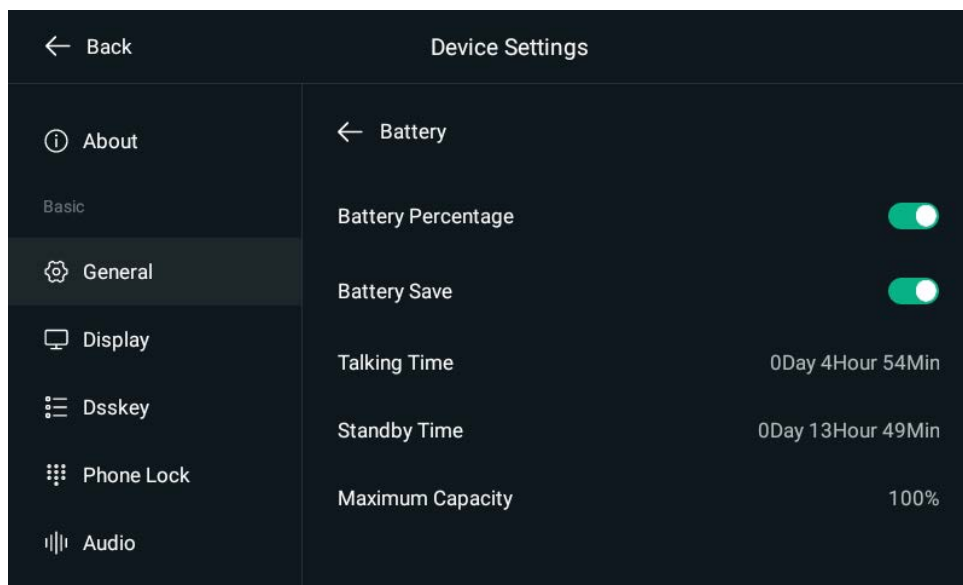 Back
Device Settings
About
Basic
General
Display
Dsskey
Phone Lock
Audio
Battery
Battery Percentage
Battery Save
Talking Time 0Day 4Hour 54Min
Standby Time 0Day 13Hour 49Min
Maximum Capacity 100%